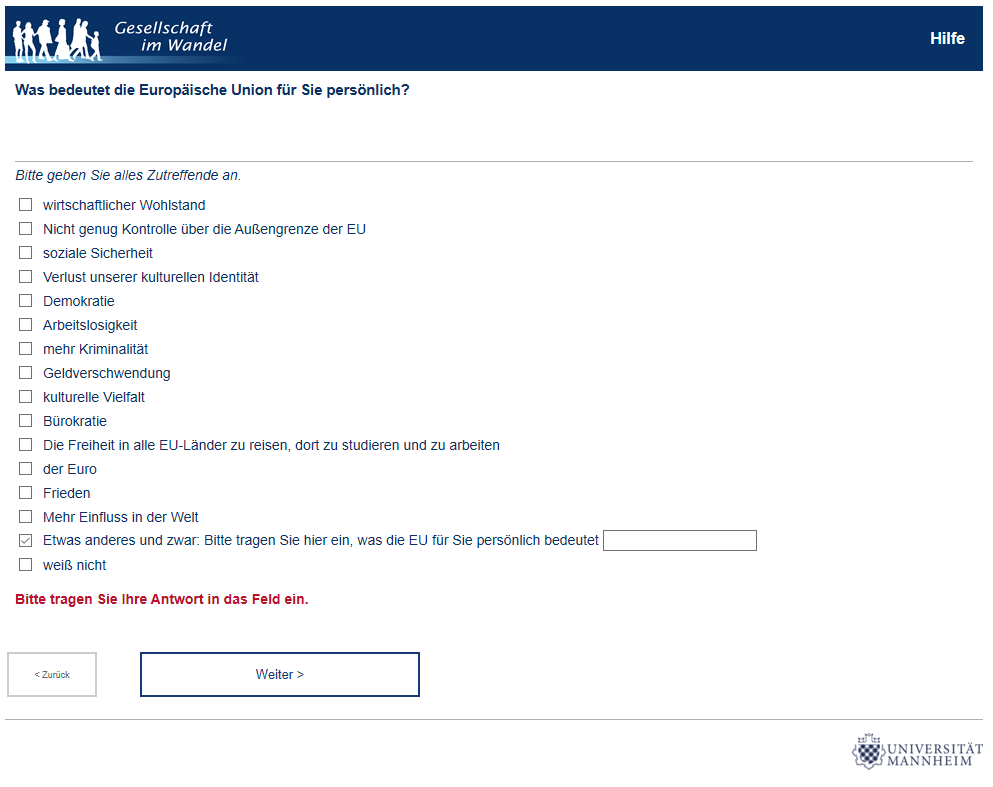 Gesellschaft
im Wandel
Hilfe
Was bedeutet die Europäische Union für Sie persönlich?
Bitte geben Sie alles Zutreffende an.
wirtschaftlicher Wohlstand
Nicht genug Kontrolle über die Außengrenze der EU
soziale Sicherheit
Verlust unserer kulturellen Identität
Demokratie
Arbeitslosigkeit
mehr Kriminalität
Geldverschwendung
kulturelle Vielfalt
Bürokratie
Die Freiheit in alle EU-Länder zu reisen, dort zu studieren und zu arbeiten
der Euro
Frieden
Mehr Einfluss in der Welt
Etwas anderes und zwar: Bitte tragen Sie hier ein, was die EU für Sie persönlich bedeutet
weiß nicht
Bitte tragen Sie Ihre Antwort in das Feld ein.
< Zurück
Weiter >
UNIVERSITÄT
MANNHEIM